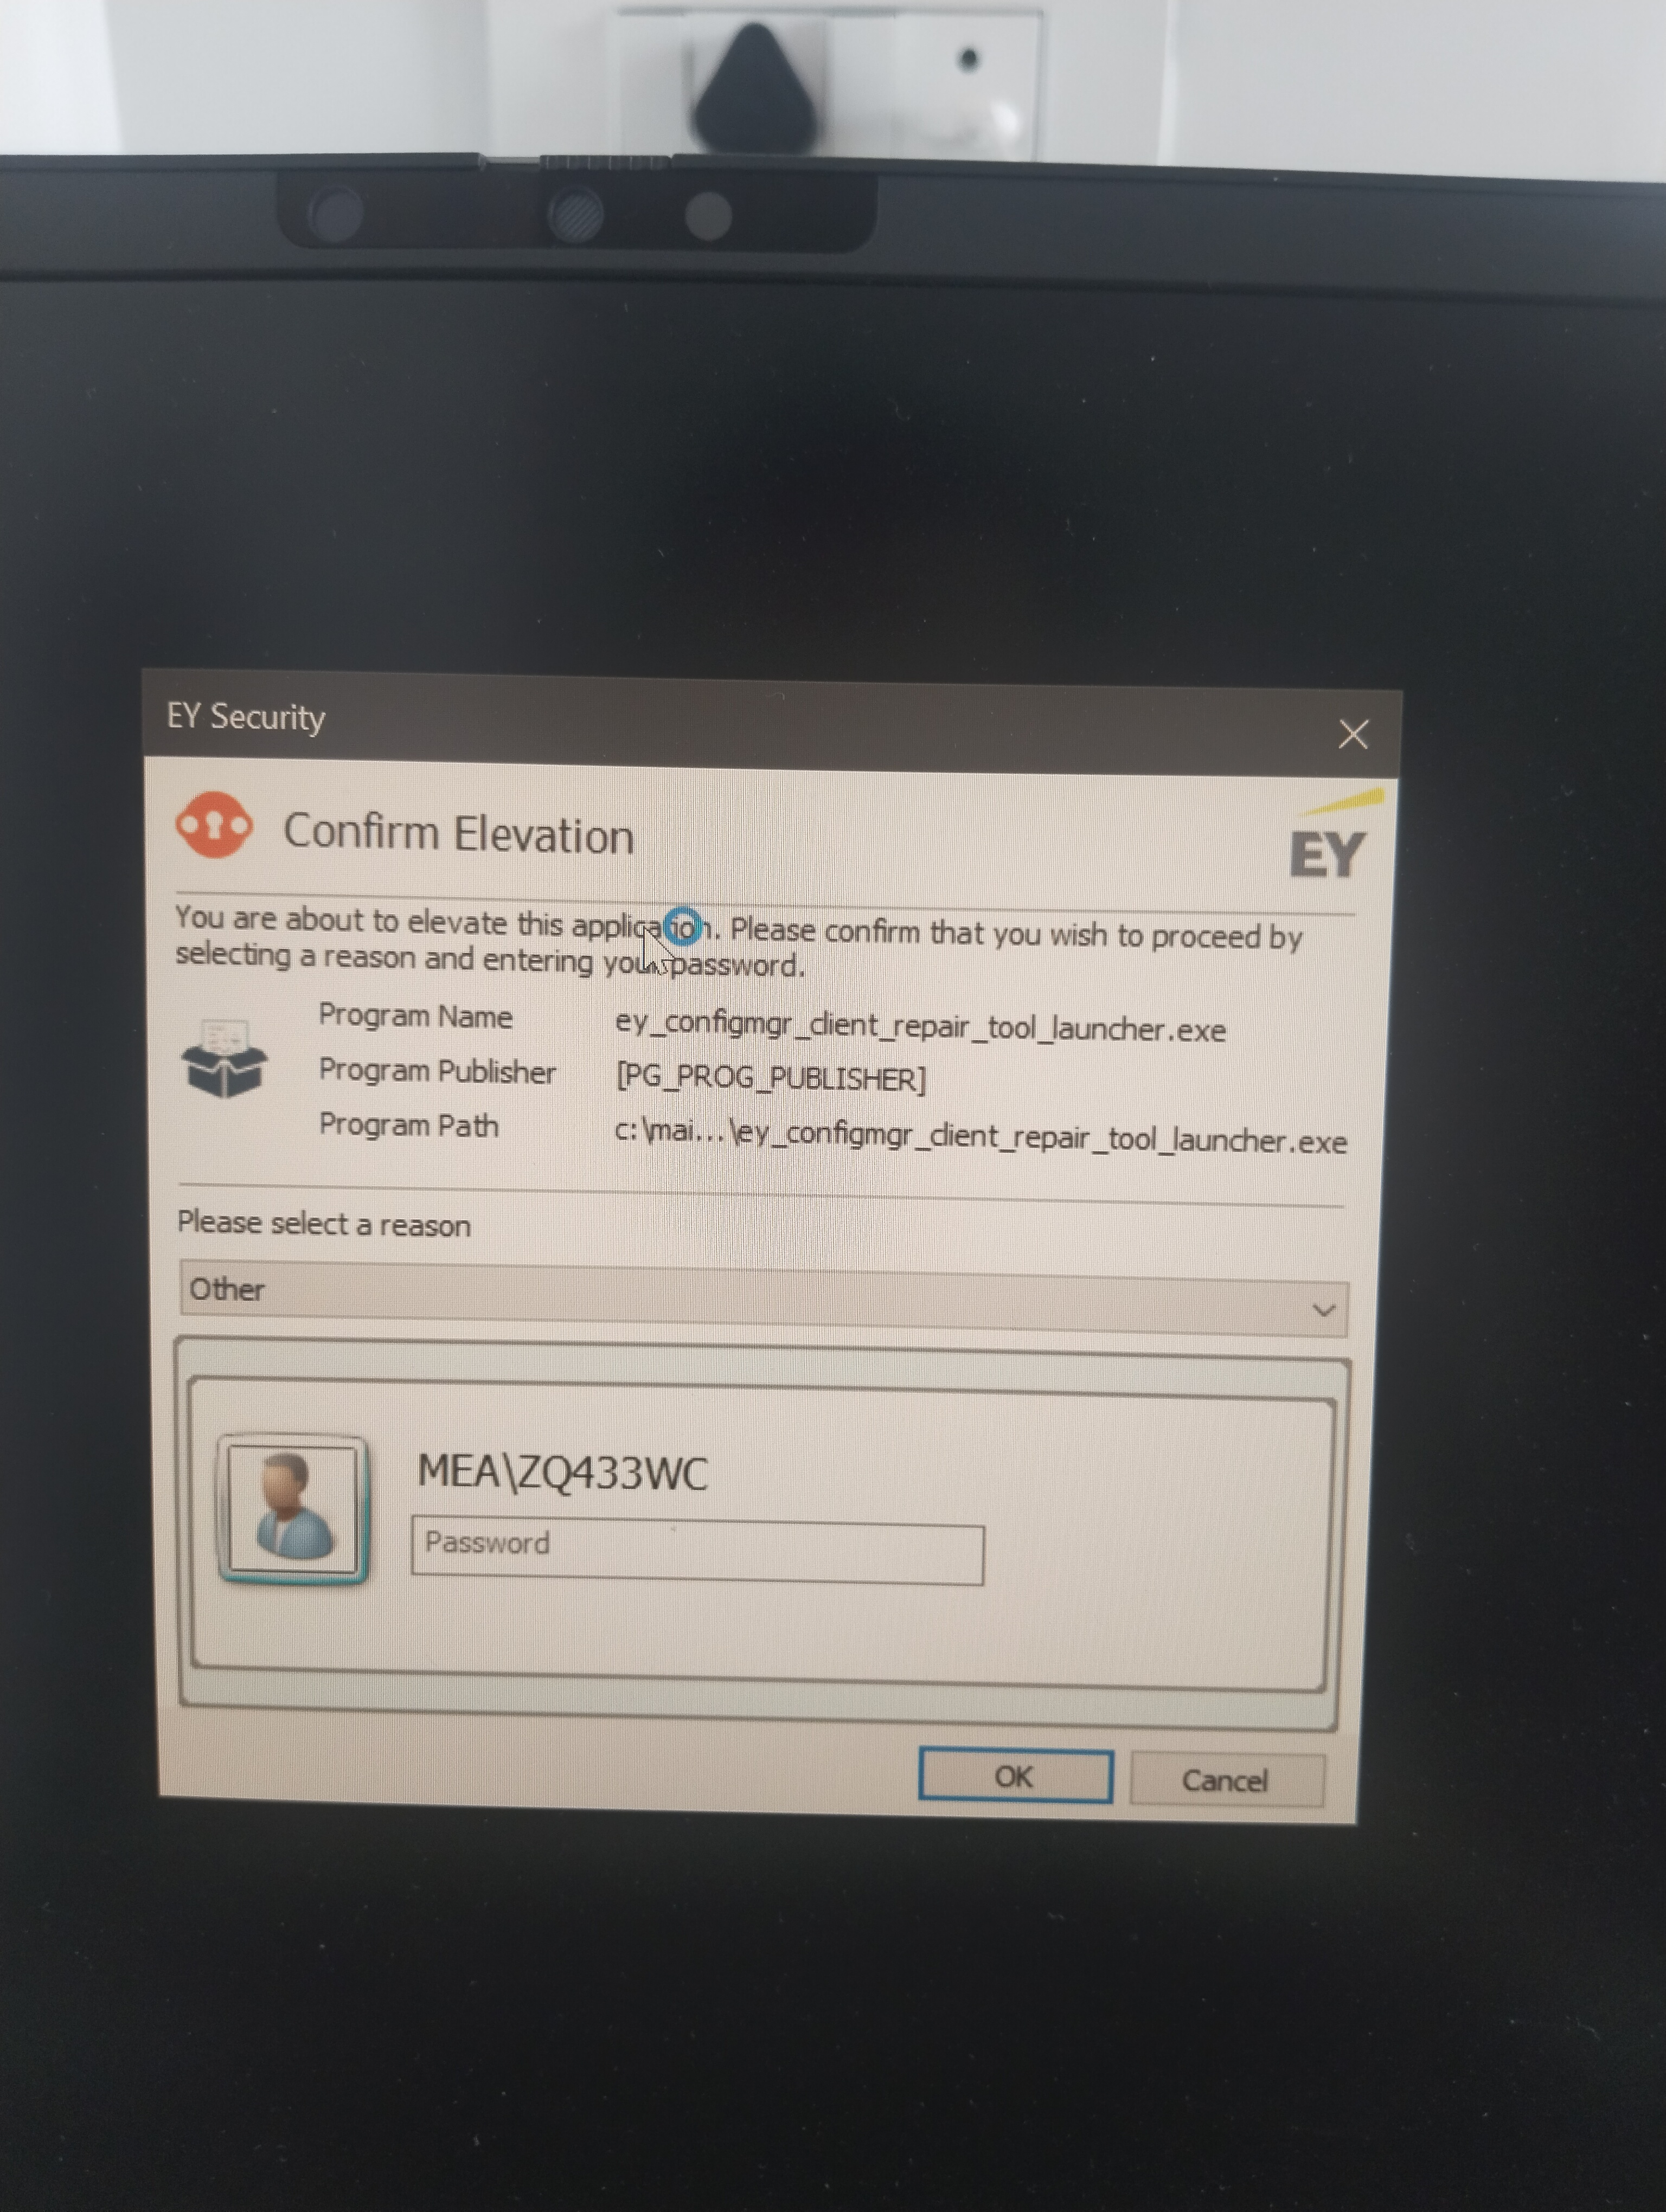 EY Security
Confirm Elevation
EY
You are about to elevate this application. Please confirm that you wish to proceed by
selecting a reason and entering your password.
Program Name ey_configmgr_client_repair_tool_launcher.exe
Program Publisher [PG_PROG_PUBLISHER]
Program Path c:\mai...\ey_configmgr_client_repair_tool_launcher.exe
Please select a reason
Other
MEA\ZQ433WC
Password
OK Cancel